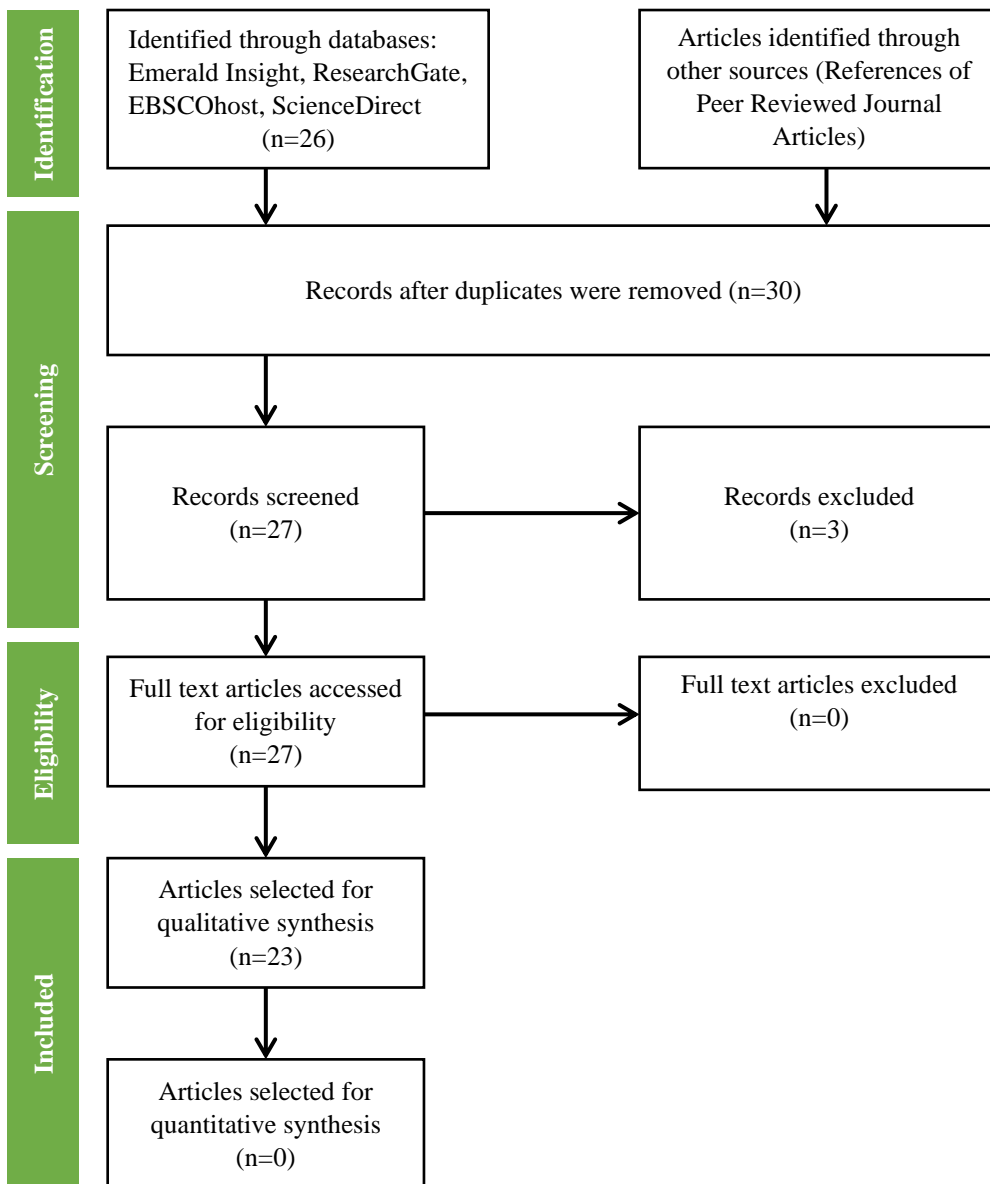 Identification
Identified through databases:
Emerald Insight, ResearchGate,
EBSCOhost, ScienceDirect
(n=26)
Articles identified through
other sources (References of
Peer Reviewed Journal
Articles)
Screening
Records after duplicates were removed (n=30)
Records screened
(n=27)
Records excluded
(n=3)
Eligibility
Full text articles accessed
for eligibility
(n=27)
Full text articles excluded
(n=0)
Included
Articles selected for
qualitative synthesis
(n=23)
Articles selected for
quantitative synthesis
(n=0)